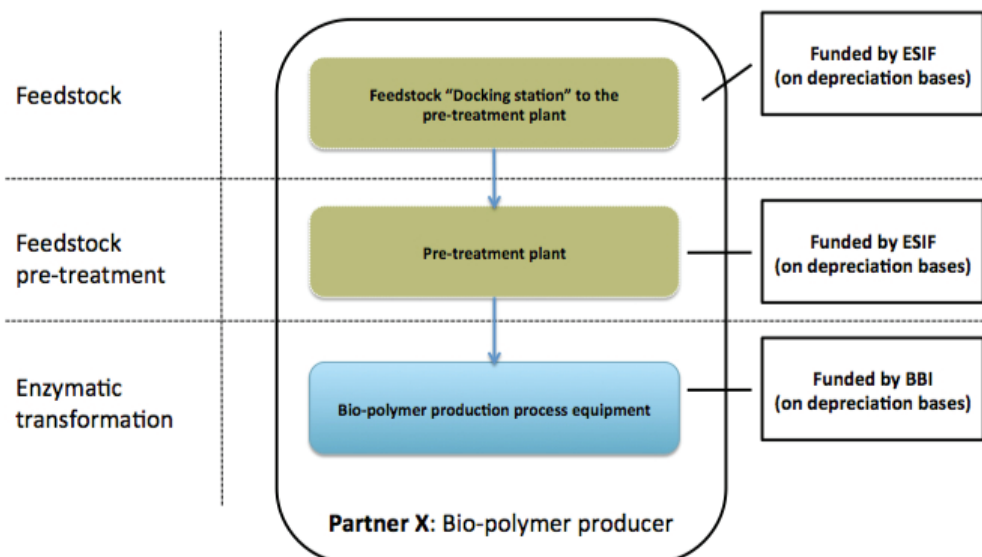 Feedstock
Feedstock "Docking station" to the
pre-treatment plant
Funded by ESIF
(on depreciation bases)
Feedstock
pre-treatment
Pre-treatment plant
Funded by ESIF
(on depreciation bases)
Enzymatic
transformation
Bio-polymer production process equipment
Funded by BBI
(on depreciation bases)
Partner X: Bio-polymer producer